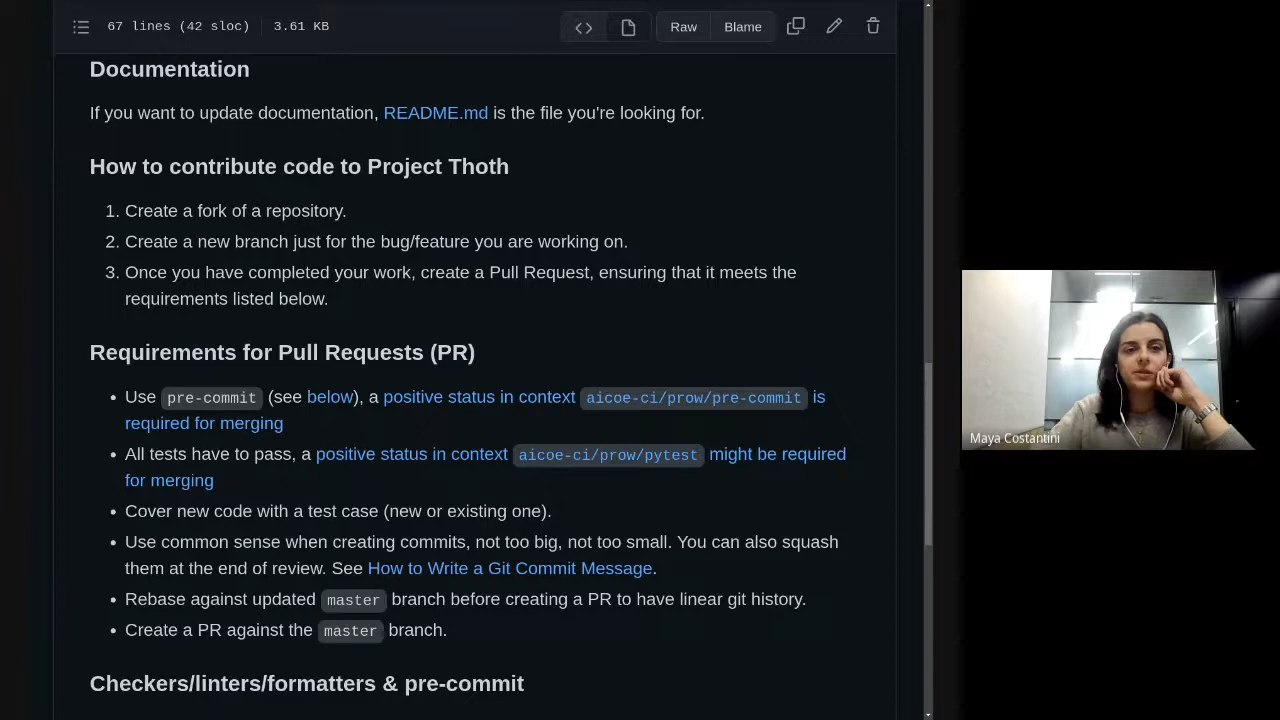 67 lines (42 sloc) 3.61 KB
Raw Blame
Documentation
If you want to update documentation, README.md is the file you're looking for.
How to contribute code to Project Thoth
1. Create a fork of a repository.
2. Create a new branch just for the bug/feature you are working on.
3. Once you have completed your work, create a Pull Request, ensuring that it meets the
requirements listed below.
Requirements for Pull Requests (PR)
• Use pre-commit (see below), a positive status in context aicoe-ci/prow/pre-commit is
required for merging
• All tests have to pass, a positive status in context aicoe-ci/prow/pytest might be required
for merging
• Cover new code with a test case (new or existing one).
• Use common sense when creating commits, not too big, not too small. You can also squash
them at the end of review. See How to Write a Git Commit Message.
• Rebase against updated master branch before creating a PR to have linear git history.
• Create a PR against the master branch.
Checkers/linters/formatters & pre-commit
Maya Costantini